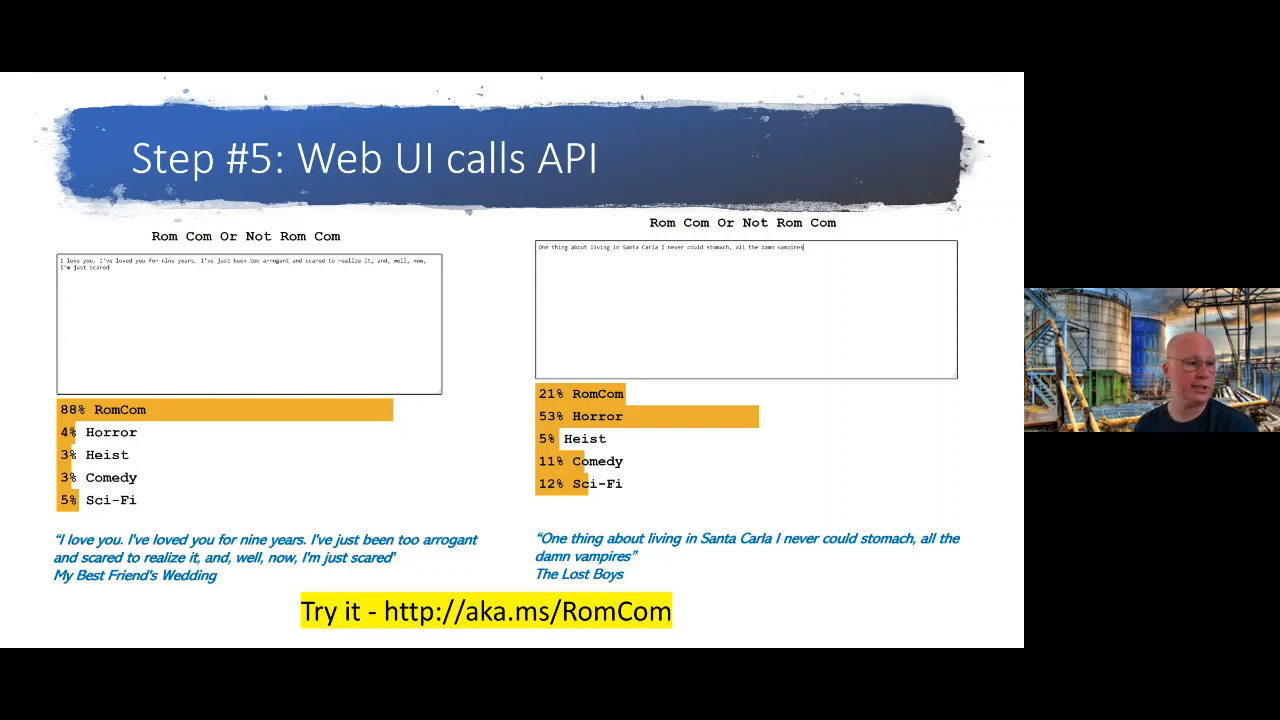 Step #5: Web UI calls API
Rom Com Or Not Rom Com
I love you. I've loved you for nine years. I've just been too arrogant and scared to realize it, and, well, now,
I'm just scared
88% RomCom
4% Horror
3% Heist
3% Comedy
5% Sci-Fi
“I love you. I've loved you for nine years. I've just been too arrogant
and scared to realize it, and, well, now, I'm just scared”
My Best Friend's Wedding
Rom Com Or Not Rom Com
One thing about living in Santa Carla I never could stomach, all the damn vampires
21% RomCom
53% Horror
5% Heist
11% Comedy
12% Sci-Fi
“One thing about living in Santa Carla I never could stomach, all the
damn vampires”
The Lost Boys
Try it - http://aka.ms/RomCom